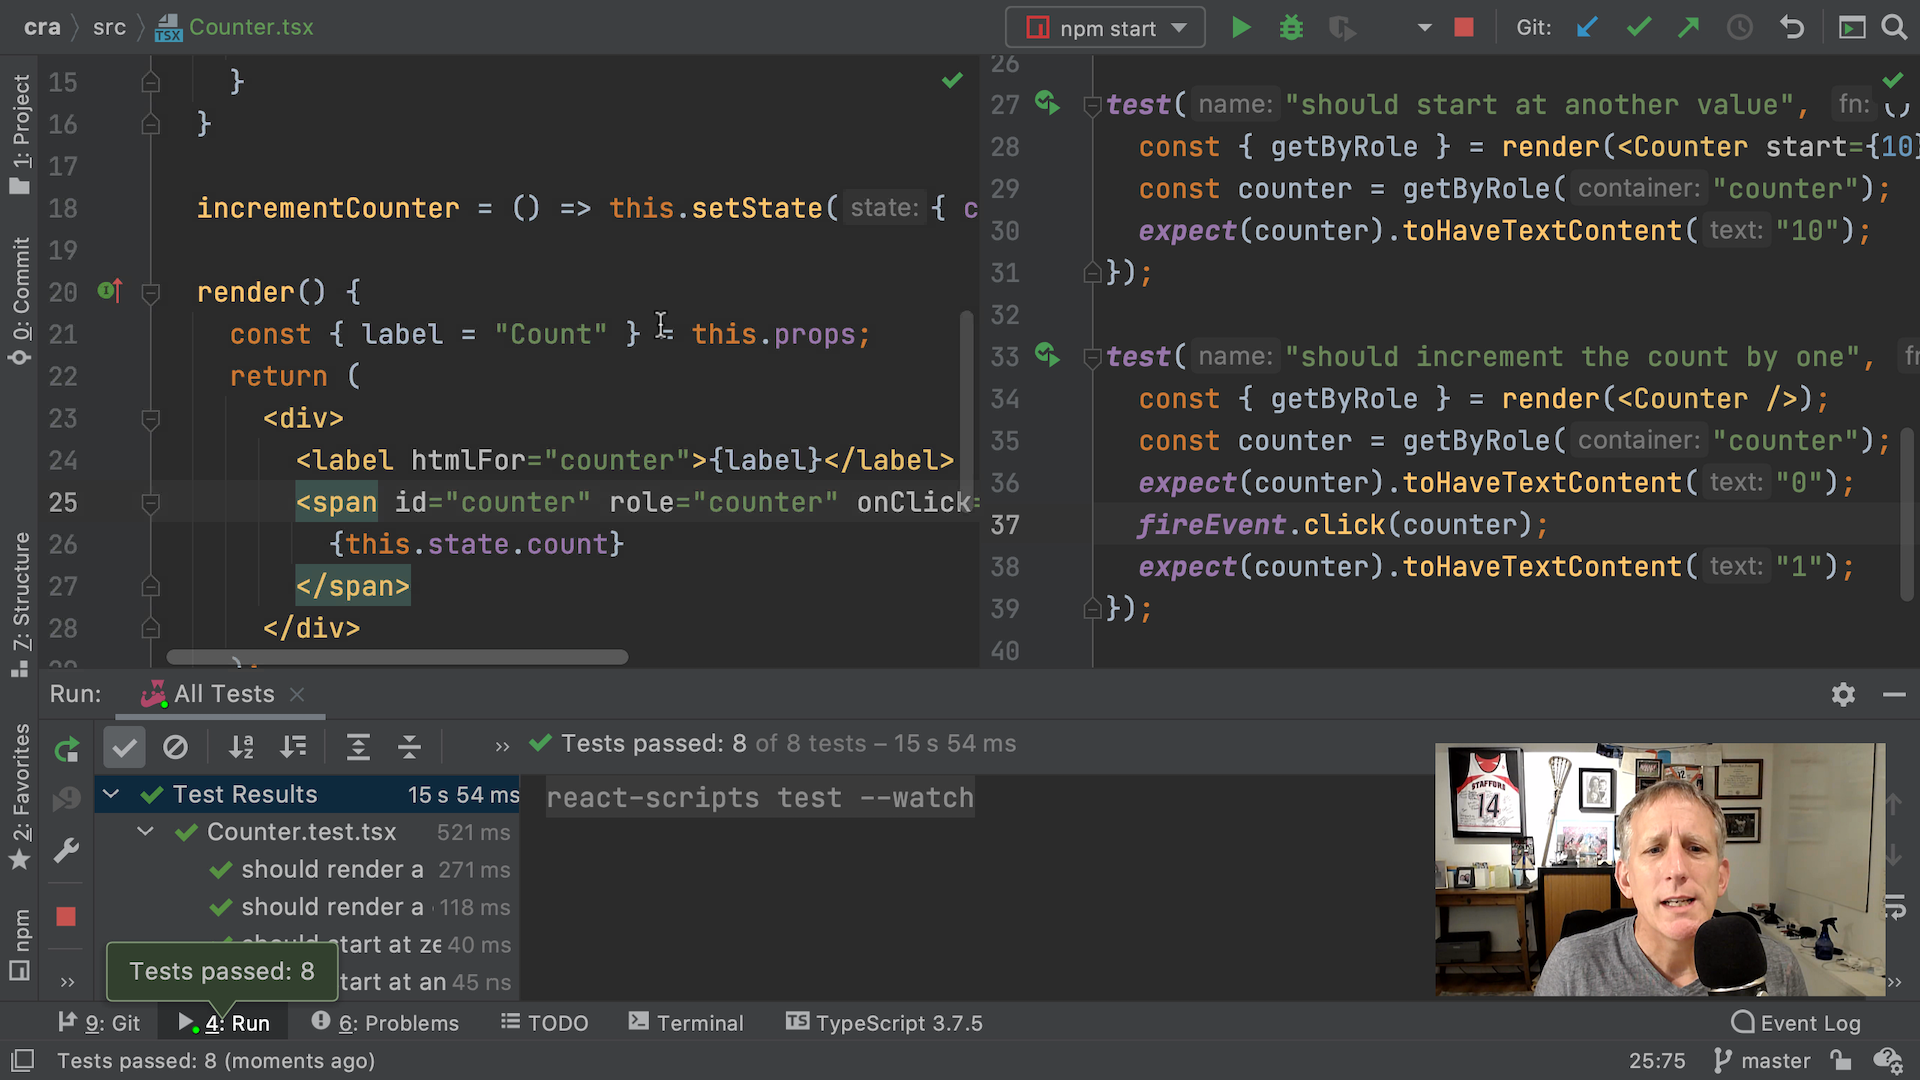 cra src Counter.tsx
npm start
Git:
1: Project
0: Commit
7: Structure
2: Favorites
npm
15 }
16 }
17
18 incrementCounter = () => this.setState( state: { c
19
20 render() {
21 const { label = "Count" } = this.props;
22 return (
23 <div>
24 <label htmlFor="counter">{label}</label>
25 <span id="counter" role="counter" onClick=
26 {this.state.count}
27 </span>
28 </div>
26
27 test( name: "should start at another value", fn: ()
28 const { getByRole } = render(<Counter start={10}
29 const counter = getByRole( container: "counter");
30 expect(counter).toHaveTextContent( text: "10");
31 });
32
33 test( name: "should increment the count by one", fn
34 const { getByRole } = render(<Counter />);
35 const counter = getByRole( container: "counter");
36 expect(counter).toHaveTextContent( text: "0");
37 fireEvent.click(counter);
38 expect(counter).toHaveTextContent( text: "1");
39 });
40
Run: All Tests
Tests passed: 8 of 8 tests – 15 s 54 ms
Test Results 15 s 54 ms
Counter.test.tsx 521 ms
should render a 271 ms
should render a 118 ms
should start at ze 40 ms
tart at an 45 ms
react-scripts test --watch
STAFFORD
14
Tests passed: 8
9: Git
4: Run
6: Problems
TODO
Terminal
TypeScript 3.7.5
Event Log
Tests passed: 8 (moments ago)
25:75 master